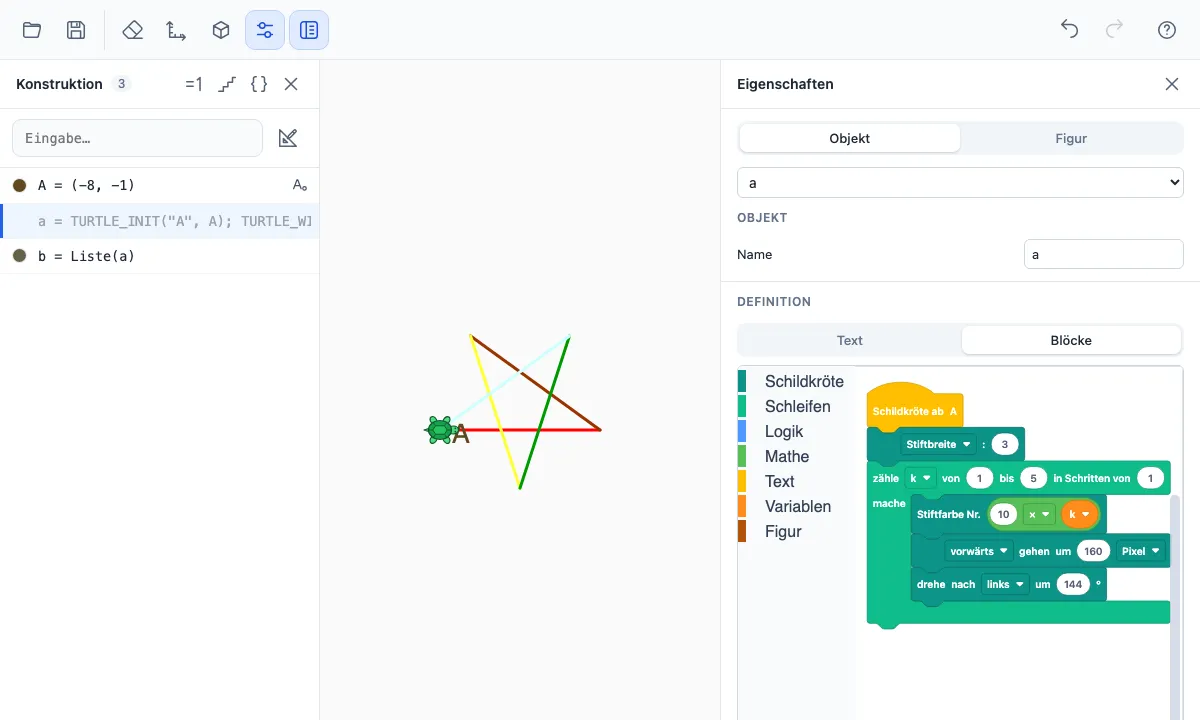 Konstruktion 3 =1 {}
Eingabe…
A = (−8, −1) A
a = TURTLE_INIT("A", A); TURTLE_WI
b = Liste(a)
A
Eigenschaften
Objekt Figur
a
OBJEKT
Name a
DEFINITION
Text Blöcke
Schildkröte
Schleifen
Logik
Mathe
Text
Variablen
Figur
Schildkröte ab A
Stiftbreite : 3
zähle k von 1 bis 5 in Schritten von 1
mache
Stiftfarbe Nr. 10 × k
vorwärts gehen um 160 Pixel
drehe nach links um 144 °